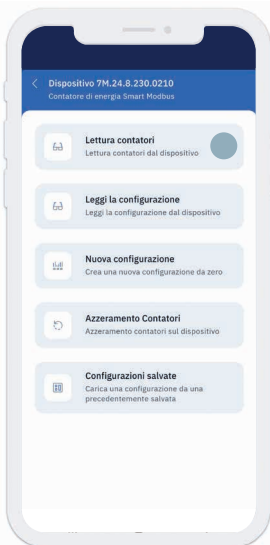 Dispositivo 7M.24.8.230.0210
Contatore di energia Smart Modbus
Lettura contatori
Lettura contatori dal dispositivo
Leggi la configurazione
Leggi la configurazione dal dispositivo
Nuova configurazione
Crea una nuova configurazione da zero
Azzeramento Contatori
Azzeramento contatori sul dispositivo
Configurazioni salvate
Carica una configurazione da una
precedentemente salvata